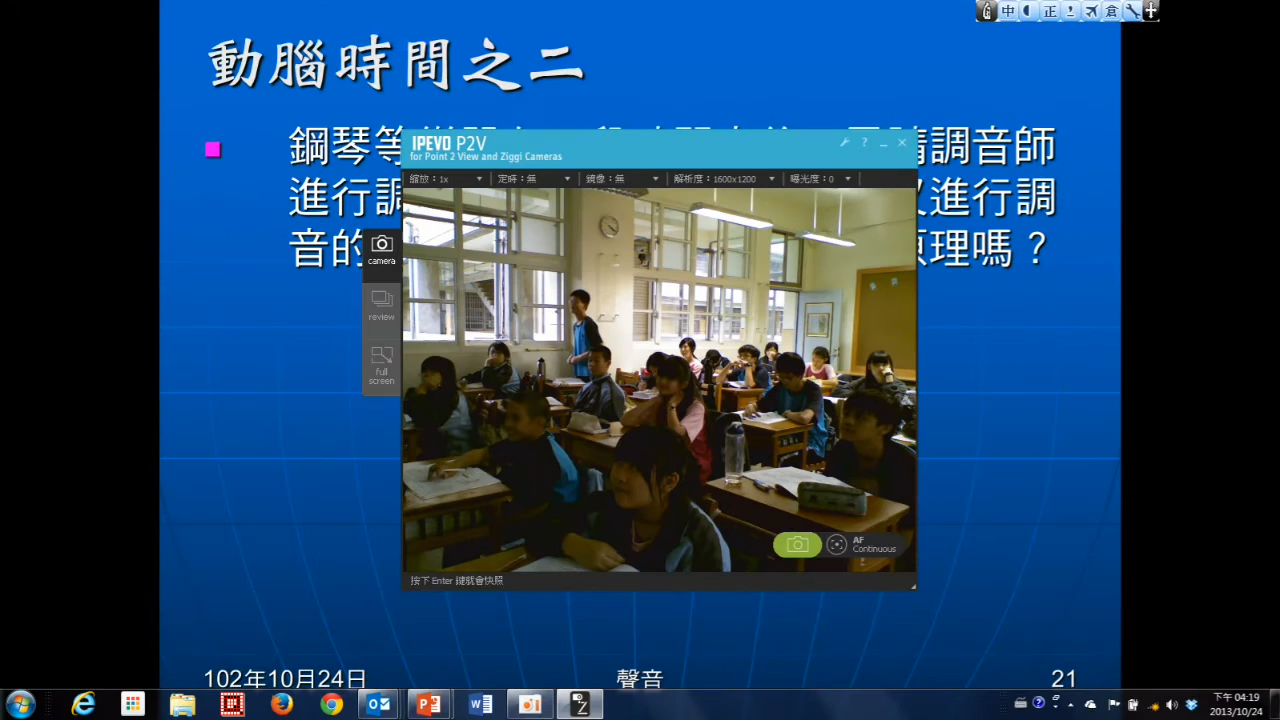 中 正 倉
動腦時間之二
鋼琴等
請調音師
進行調
進行調
音的
原理嗎？
IPEVO P2V
for Point 2 View and Ziggi Cameras
縮放：1x
定時：無
鏡像：無
解析度：1600x1200
曝光度：0
camera
review
full
screen
AF
Continuous
按下 Enter 鍵就會快照
102年10月24日
聲音
21
下午 04:19
2013/10/24